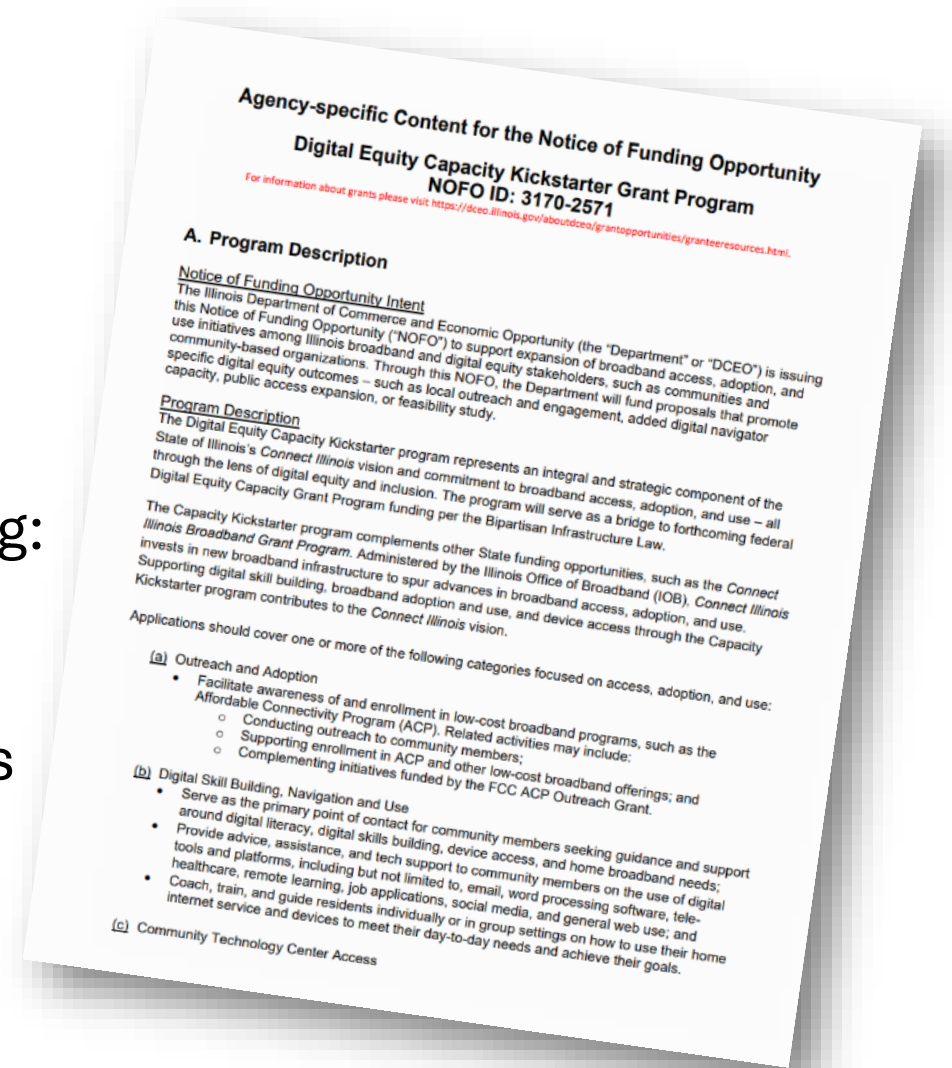 Agency-specific Content for the Notice of Funding Opportunity
Digital Equity Capacity Kickstarter Grant Program
NOFO ID: 3170-2571
For information about grants please visit https://dceo.illinois.gov/aboutdceo/grantopportunities/granteeresources.html.
A. Program Description
Notice of Funding Opportunity Intent
The Illinois Department of Commerce and Economic Opportunity (the “Department” or “DCEO”) is issuing
this Notice of Funding Opportunity (“NOFO”) to support expansion of broadband access, adoption, and
use initiatives among Illinois broadband and digital equity stakeholders, such as communities and
community-based organizations. Through this NOFO, the Department will fund proposals that promote
specific digital equity outcomes – such as local outreach and engagement, added digital navigator
capacity, public access expansion, or feasibility study.
Program Description
The Digital Equity Capacity Kickstarter program represents an integral and strategic component of the
State of Illinois’s Connect Illinois vision and commitment to broadband access, adoption, and use – all
through the lens of digital equity and inclusion. The program will serve as a bridge to forthcoming federal
Digital Equity Capacity Grant Program funding per the Bipartisan Infrastructure Law.
The Capacity Kickstarter program complements other State funding opportunities, such as the Connect
Illinois Broadband Grant Program. Administered by the Illinois Office of Broadband (IOB), Connect Illinois
invests in new broadband infrastructure to spur advances in broadband access, adoption, and use.
Supporting digital skill building, broadband adoption and use, and device access through the Capacity
Kickstarter program contributes to the Connect Illinois vision.
Applications should cover one or more of the following categories focused on access, adoption, and use:
(a) Outreach and Adoption
• Facilitate awareness of and enrollment in low-cost broadband programs, such as the
Affordable Connectivity Program (ACP). Related activities may include:
○ Conducting outreach to community members;
○ Supporting enrollment in ACP and other low-cost broadband offerings; and
○ Complementing initiatives funded by the FCC ACP Outreach Grant.
(b) Digital Skill Building, Navigation and Use
• Serve as the primary point of contact for community members seeking guidance and support
around digital literacy, digital skills building, device access, and home broadband needs;
• Provide advice, assistance, and tech support to community members on the use of digital
tools and platforms, including but not limited to, email, word processing software, tele-
healthcare, remote learning, job applications, social media, and general web use; and
• Coach, train, and guide residents individually or in group settings on how to use their home
internet service and devices to meet their day-to-day needs and achieve their goals.
(c) Community Technology Center Access
g:
s